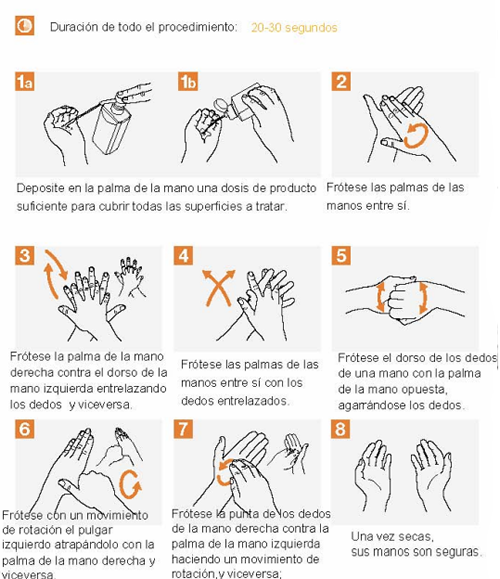 Duración de todo el procedimiento: 20-30 segundos
1a
1b
2
Deposite en la palma de la mano una dosis de producto
suficiente para cubrir todas las superficies a tratar.
Frótese las palmas de las
manos entre sí.
3
4
5
Frótese la palma de la mano
derecha contra el dorso de la
mano izquierda entrelazando
los dedos y viceversa.
Frótese las palmas de las
manos entre sí con los
dedos entrelazados.
Frótese el dorso de los dedos
de una mano con la palma
de la mano opuesta,
agarrándose los dedos.
6
7
8
Frótese con un movimiento
de rotación el pulgar
izquierdo atrapándolo con la
palma de la mano derecha y
viceversa.
Frótese la punta de los dedos
de la mano derecha contra la
palma de la mano izquierda
haciendo un movimiento de
rotación,y viceversa;
Una vez secas,
sus manos son seguras.